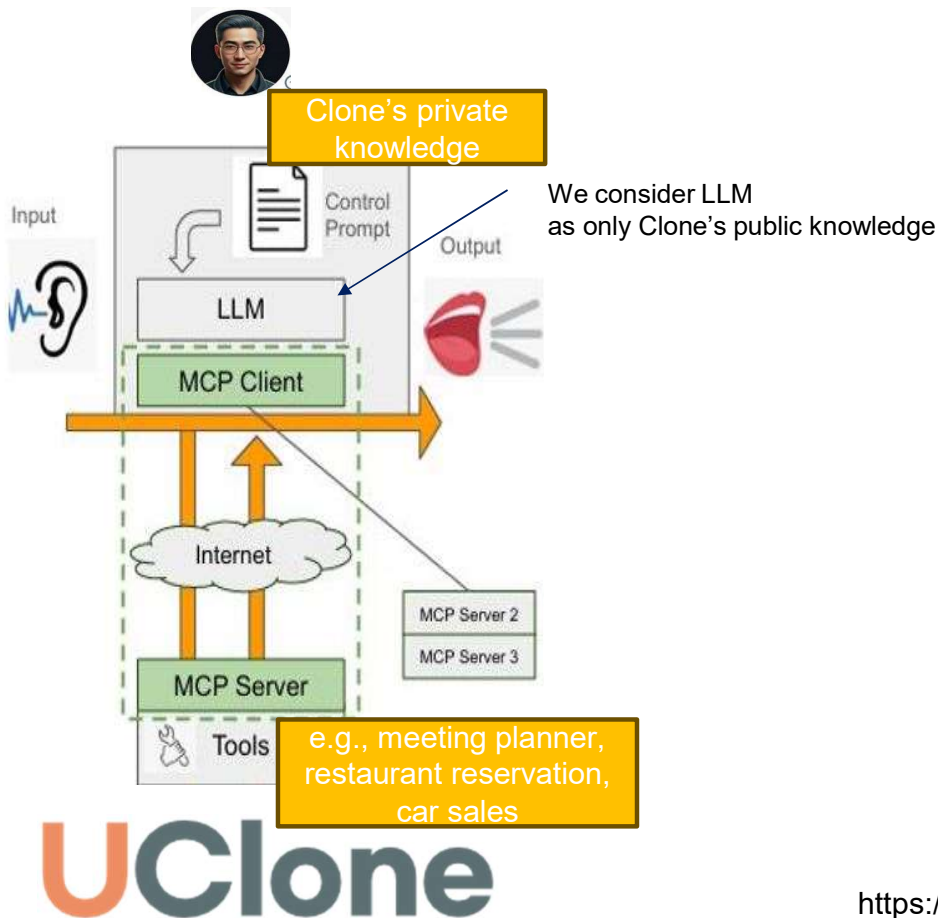 Clone's private
knowledge
We consider LLM
as only Clone's public knowledge
Input
Control
Prompt
Output
LLM
MCP Client
Internet
MCP Server 2
MCP Server 3
MCP Server
Tools
e.g., meeting planner,
restaurant reservation,
car sales
UClone
https:/